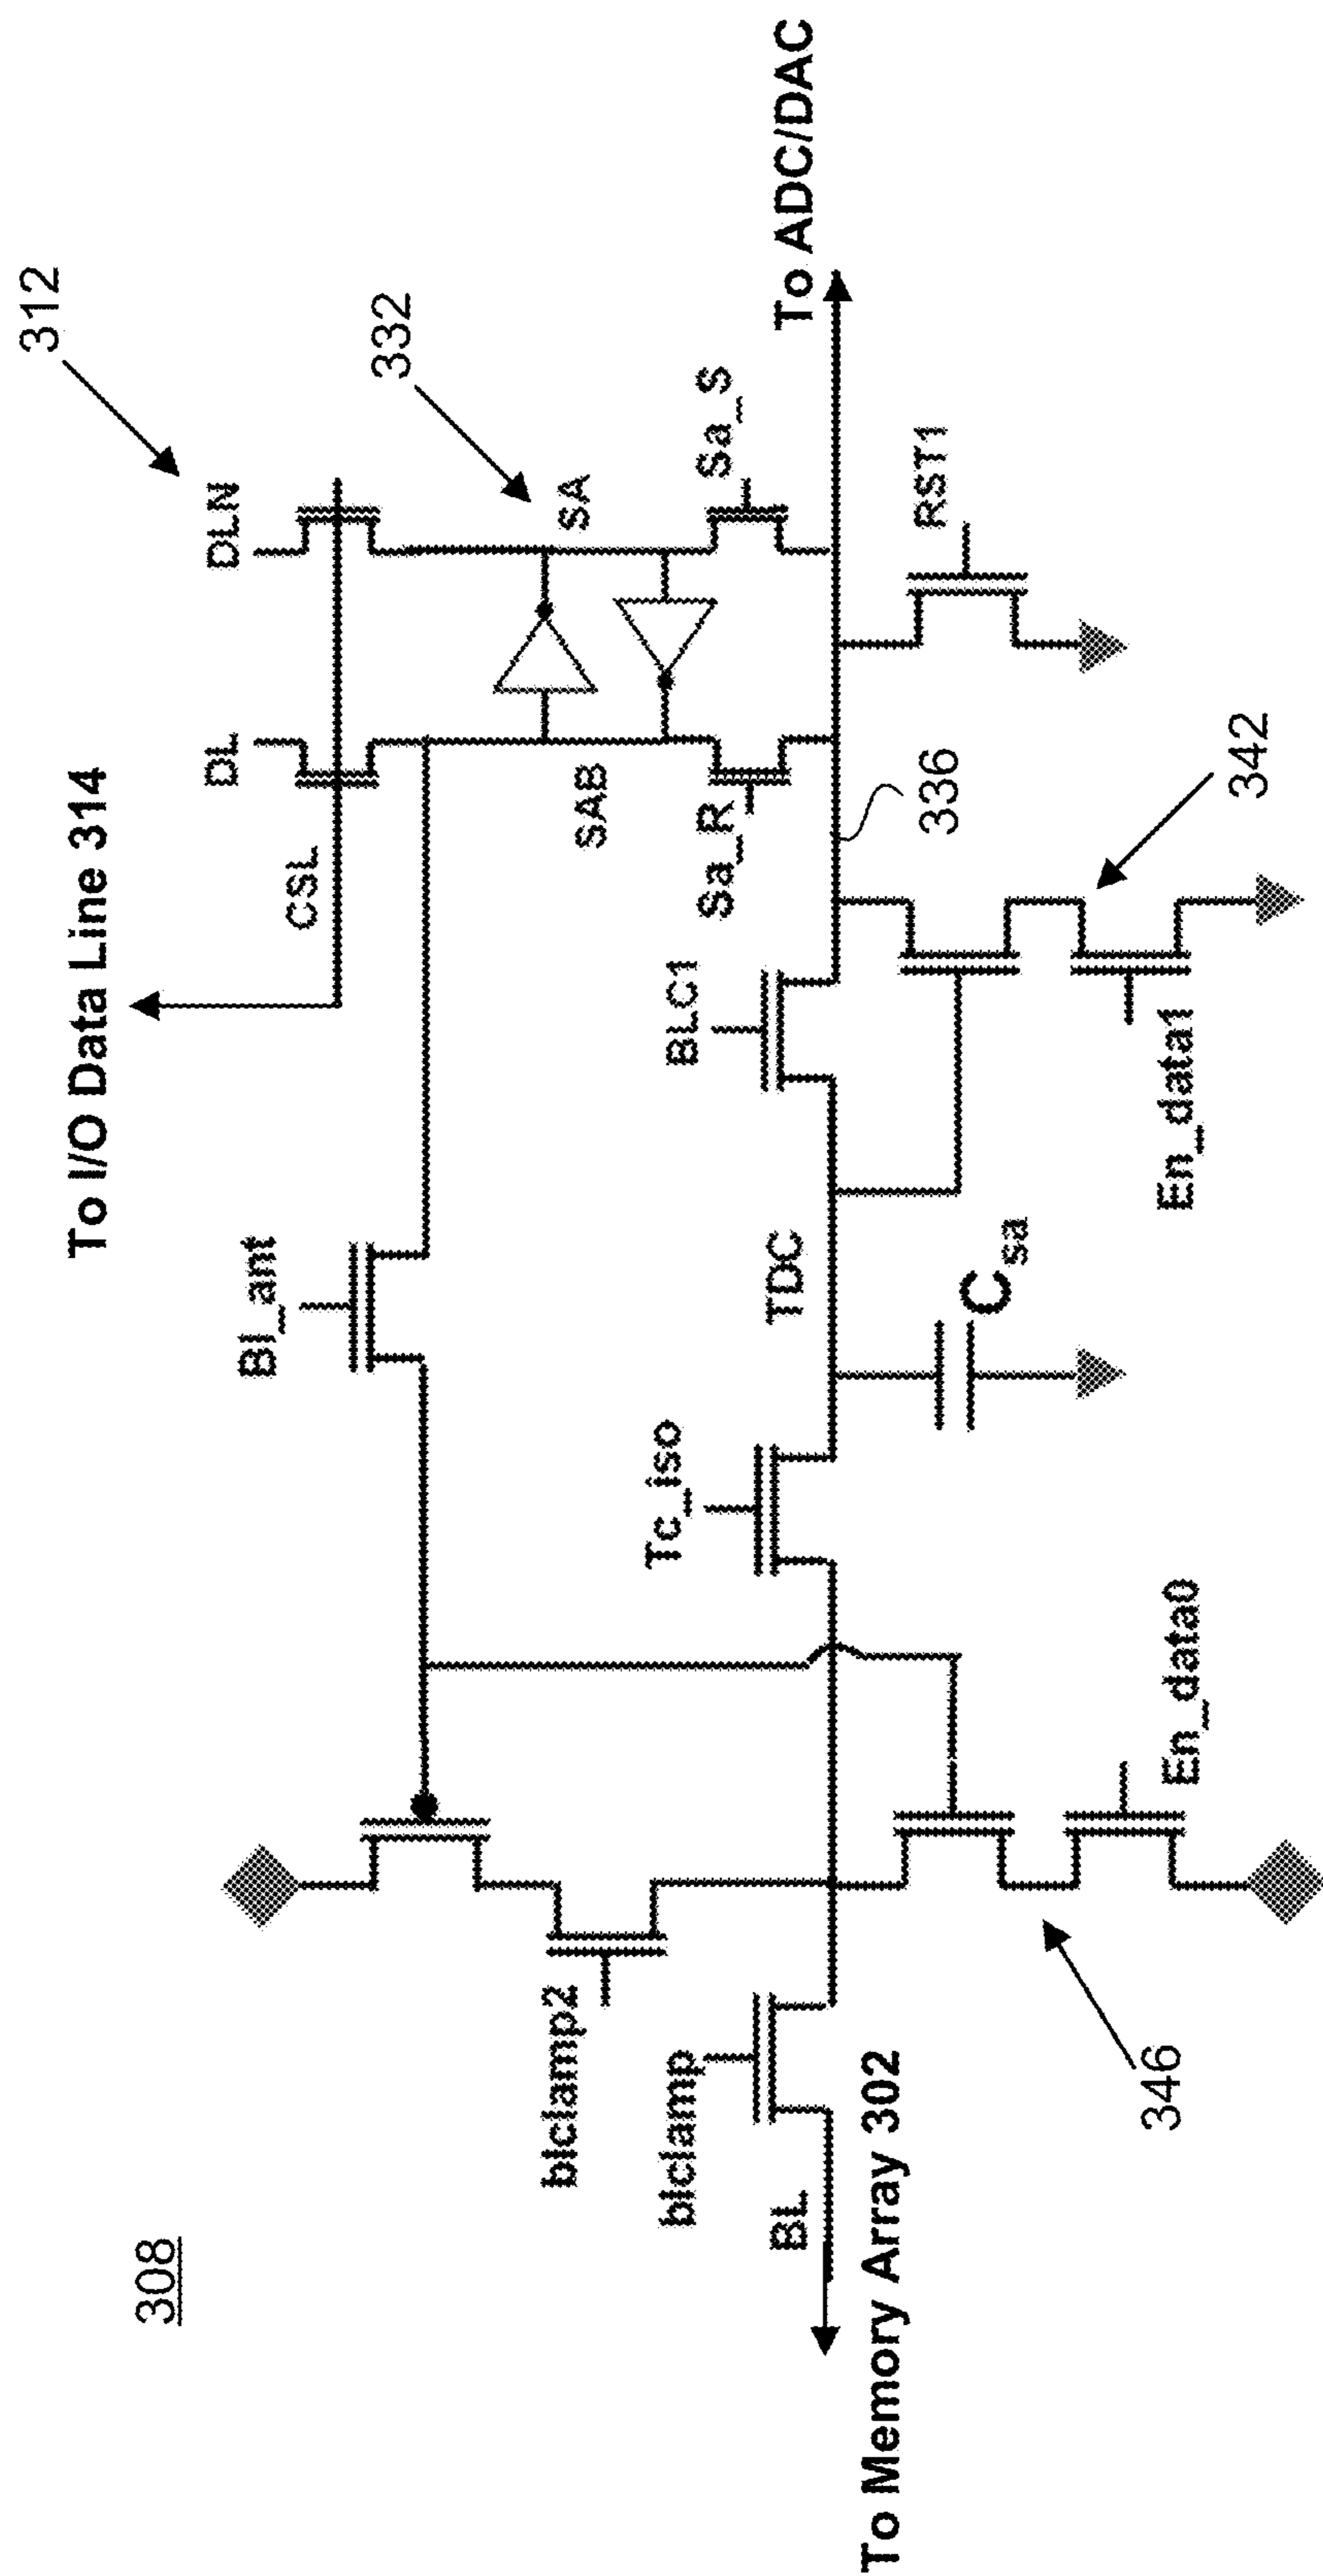 308
To I/O Data Line 314
312
DL
DLN
CSL
332
Bl_ant
SAB
SA
blclamp2
blclamp
Tc_iso
BLC1
Sa_R
Sa_S
BL
TDC
To ADC/DAC
To Memory Array 302
336
RST1
Csa
346
En_data0
En_data1
342